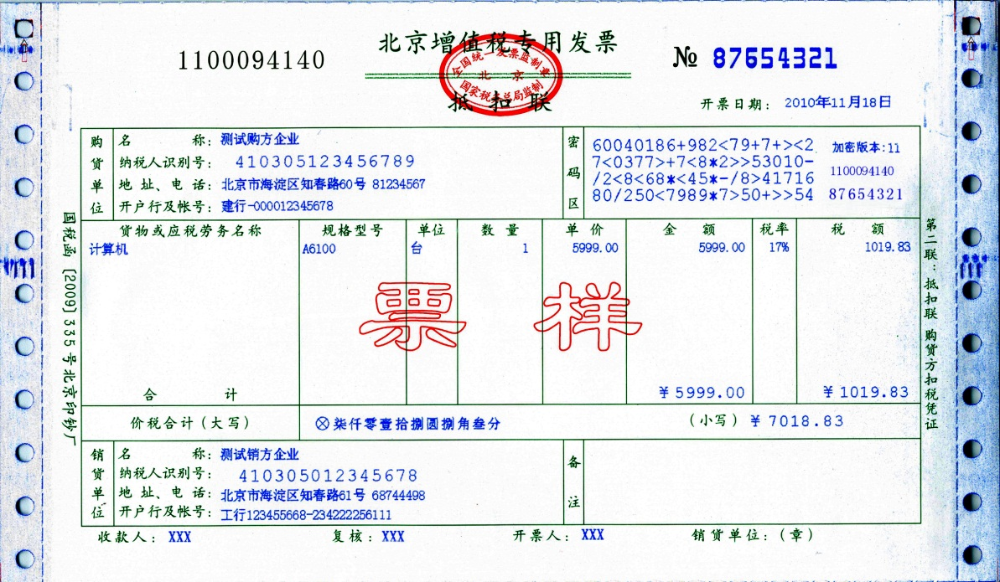 北京增值税专用发票
1100094140
№ 87654321
全国统一发票监制章
北京
国家税务总局监制
抵扣联
开票日期: 2010年11月18日
购货单位
名称: 测试购方企业
纳税人识别号: 410305123456789
地址、电话: 北京市海淀区知春路60号 81234567
开户行及帐号: 建行-000012345678
密码区
60040186+982<79+7+><2 加密版本:11
7<0377>+7<8*2>>53010- 1100094140
/2<8<68*<45*-/8>41716
80/250<7989*7>50+>>54 87654321
货物或应税劳务名称 规格型号 单位 数量 单价 金额 税率 税额
计算机 A6100 台 1 5999.00 5999.00 17% 1019.83
票样
合计 ¥5999.00 ¥1019.83
价税合计(大写) ⊗柒仟零壹拾捌圆捌角叁分 (小写) ¥7018.83
销货单位
名称: 测试销方企业
纳税人识别号: 410305012345678
地址、电话: 北京市海淀区知春路61号 68744498
开户行及帐号: 工行123455668-234222256111
备注
收款人: XXX 复核: XXX 开票人: XXX 销货单位:(章)
国税函[2009]335号北京印钞厂
第二联:抵扣联 购货方扣税凭证